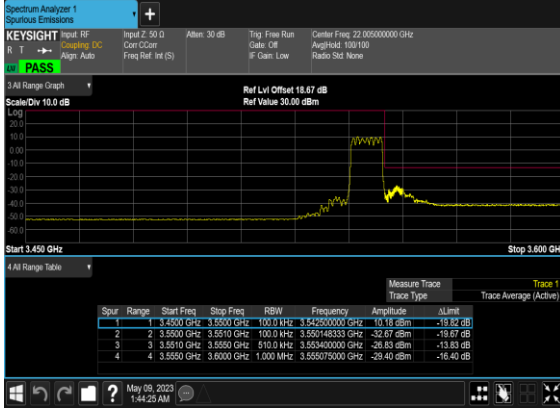 Spectrum Analyzer 1
Spurious Emissions
KEYSIGHT Input: RF Input Z: 50 Ω Atten: 30 dB Trig: Free Run Center Freq: 22.005000000 GHz
R T Coupling: DC Corr CCorr Gate: Off Avg|Hold: 100/100
Align: Auto Freq Ref: Int (S) IF Gain: Low Radio Std: None
PASS
3 All Range Graph
Ref Lvl Offset 18.67 dB
Scale/Div 10.0 dB Ref Value 30.00 dBm
Log
20.0
10.0
0.00
-10.0
-20.0
-30.0
-40.0
-50.0
-60.0
Start 3.450 GHz Stop 3.600 GH
4 All Range Table
Measure Trace Trace 1
Trace Type Trace Average (Active)
Spur Range Start Freq Stop Freq RBW Frequency Amplitude ΔLimit
1 1 3.4500 GHz 3.5500 GHz 100.0 kHz 3.542500000 GHz 10.18 dBm -19.82 dB
2 2 3.5500 GHz 3.5510 GHz 100.0 kHz 3.550148333 GHz -32.67 dBm -19.67 dB
3 3 3.5510 GHz 3.5550 GHz 510.0 kHz 3.553400000 GHz -26.83 dBm -13.83 dB
4 4 3.5550 GHz 3.6000 GHz 1.000 MHz 3.555075000 GHz -29.40 dBm -16.40 dB
May 09, 2023
1:44:25 AM